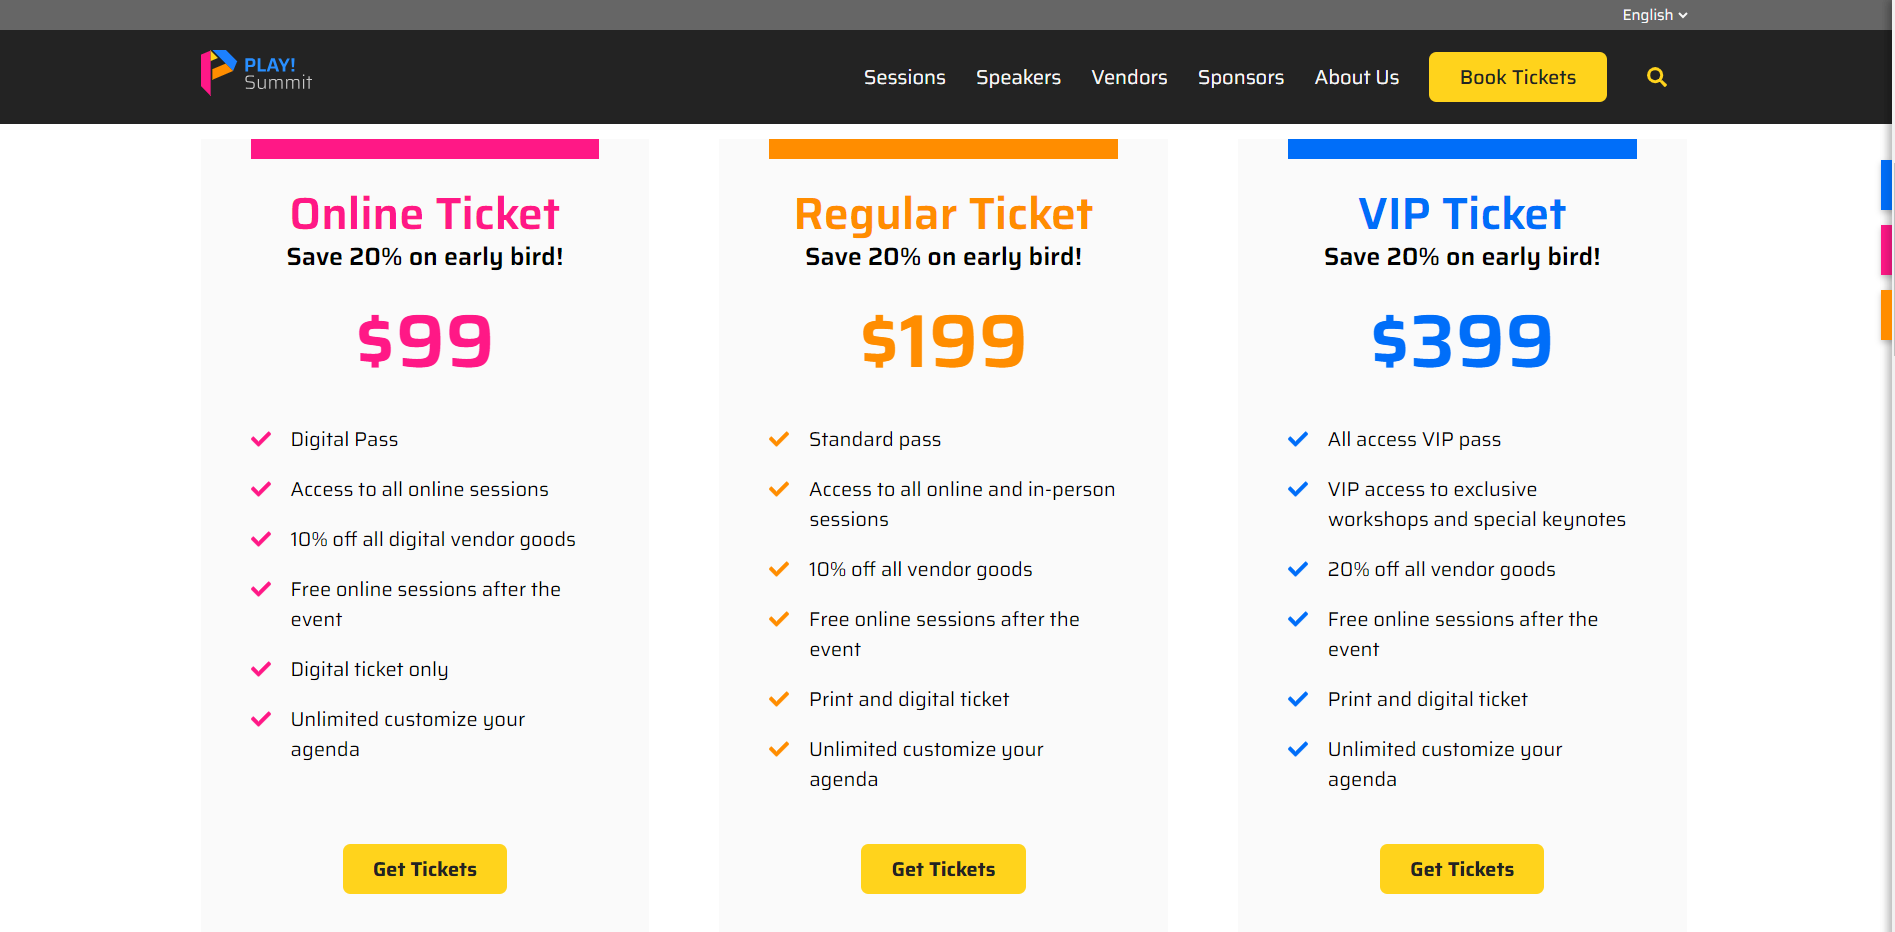 English
PLAY!
Summit
Sessions Speakers Vendors Sponsors About Us Book Tickets
Online Ticket
Save 20% on early bird!
$99
Digital Pass
Access to all online sessions
10% off all digital vendor goods
Free online sessions after the
event
Digital ticket only
Unlimited customize your
agenda
Get Tickets
Regular Ticket
Save 20% on early bird!
$199
Standard pass
Access to all online and in-person
sessions
10% off all vendor goods
Free online sessions after the
event
Print and digital ticket
Unlimited customize your
agenda
Get Tickets
VIP Ticket
Save 20% on early bird!
$399
All access VIP pass
VIP access to exclusive
workshops and special keynotes
20% off all vendor goods
Free online sessions after the
event
Print and digital ticket
Unlimited customize your
agenda
Get Tickets